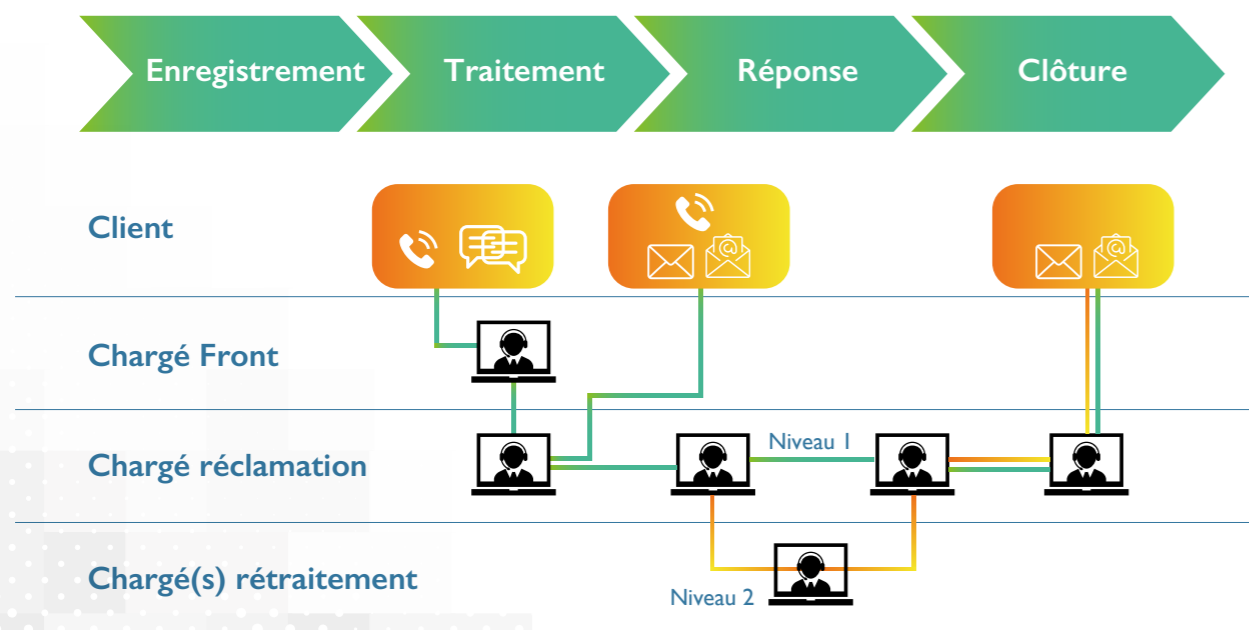 Enregistrement
Traitement
Réponse
Clôture
Client
Chargé Front
Chargé réclamation
Niveau 1
Chargé(s) rétraitement
Niveau 2